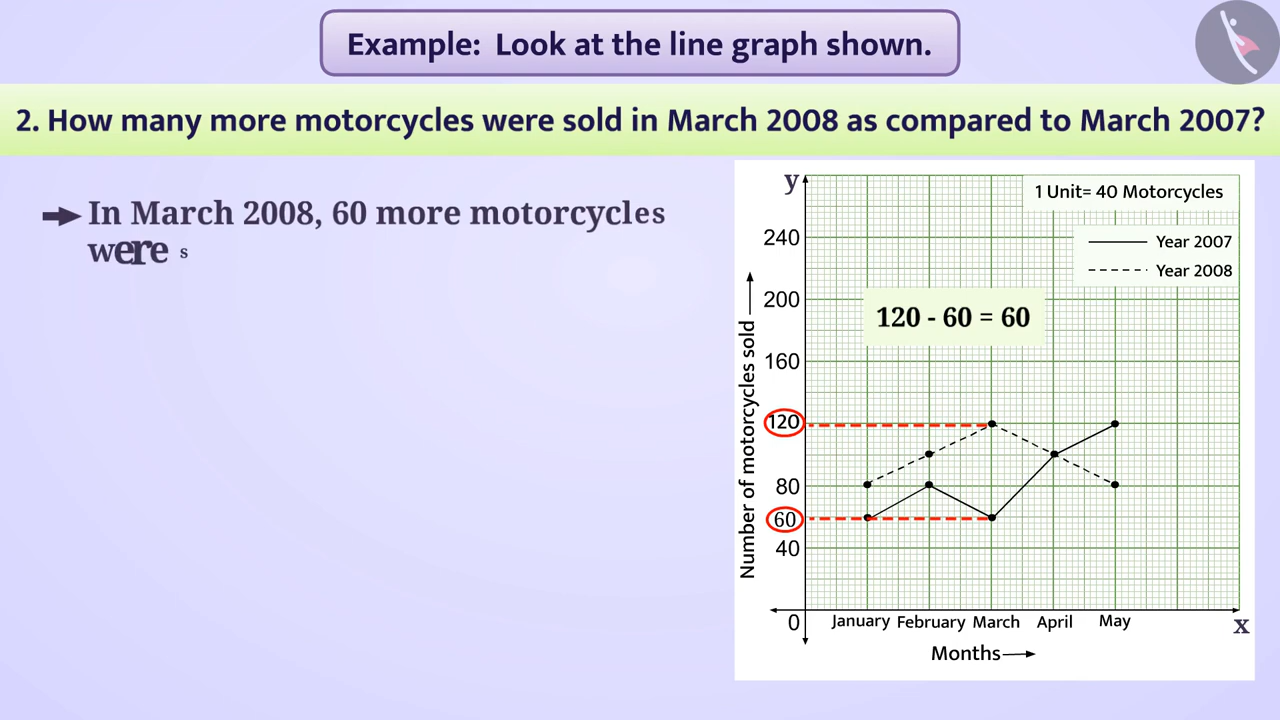 Example: Look at the line graph shown.
2. How many more motorcycles were sold in March 2008 as compared to March 2007?
In March 2008, 60 more motorcycles
were s
y
1 Unit= 40 Motorcycles
Year 2007
Year 2008
240
200
160
120
80
60
40
0
120 - 60 = 60
Number of motorcycles sold
January February March April May
x
Months